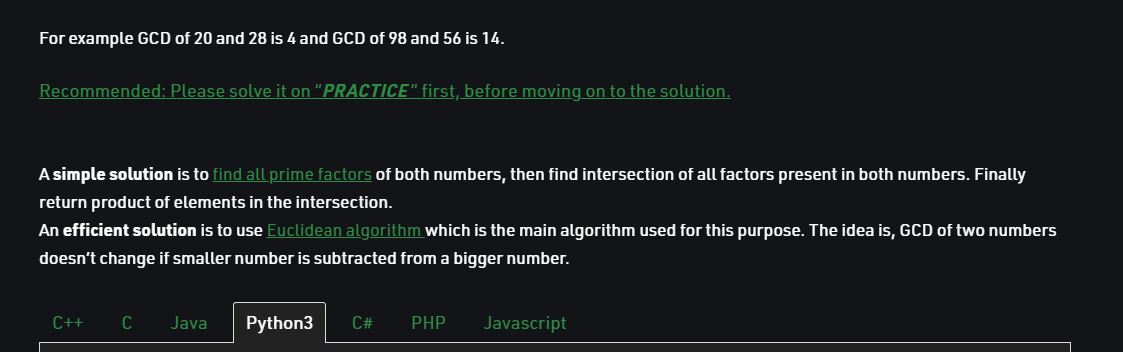 For example GCD of 20 and 28 is 4 and GCD of 98 and 56 is 14.
Recommended: Please solve it on “PRACTICE” first, before moving on to the solution.
A simple solution is to find all prime factors of both numbers, then find intersection of all factors present in both numbers. Finally
return product of elements in the intersection.
An efficient solution is to use Euclidean algorithm which is the main algorithm used for this purpose. The idea is, GCD of two numbers
doesn’t change if smaller number is subtracted from a bigger number.
C++ C Java Python3 C# PHP Javascript